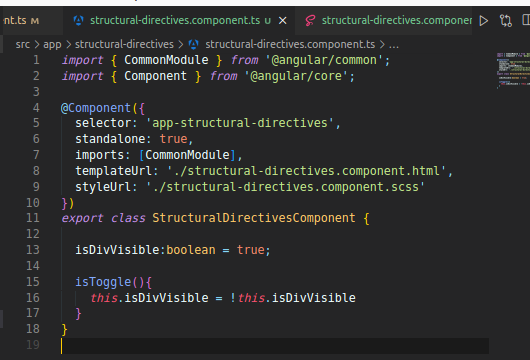 nt.ts M structural-directives.component.ts U structural-directives.component
src > app > structural-directives > structural-directives.component.ts > ...
1 import { CommonModule } from '@angular/common';
2 import { Component } from '@angular/core';
3
4 @Component({
5 selector: 'app-structural-directives',
6 standalone: true,
7 imports: [CommonModule],
8 templateUrl: './structural-directives.component.html',
9 styleUrl: './structural-directives.component.scss'
10 })
11 export class StructuralDirectivesComponent {
12
13 isDivVisible:boolean = true;
14
15 isToggle(){
16 this.isDivVisible = !this.isDivVisible
17 }
18 }
19